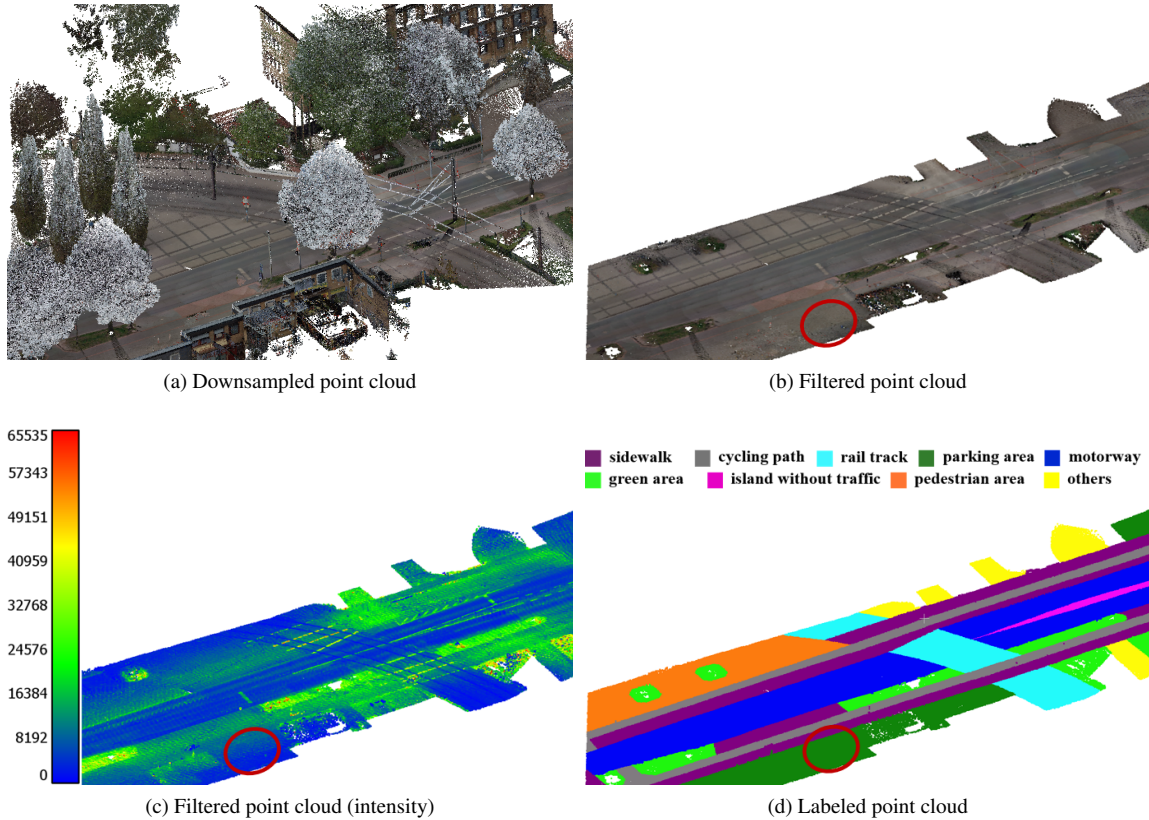 (a) Downsampled point cloud
(b) Filtered point cloud
65535
57343
49151
40959
32768
24576
16384
8192
0
(c) Filtered point cloud (intensity)
sidewalk cycling path rail track parking area motorway
green area island without traffic pedestrian area others
(d) Labeled point cloud